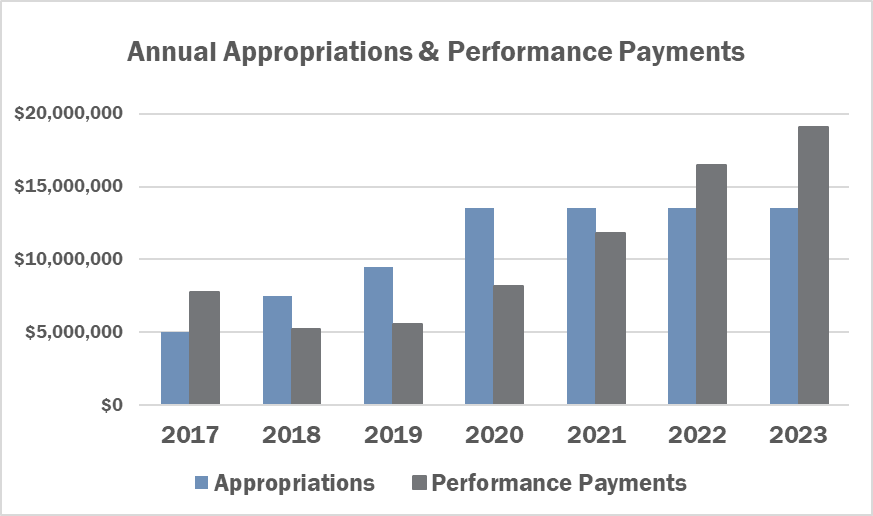 Annual Appropriations & Performance Payments
$20,000,000
$15,000,000
$10,000,000
$5,000,000
$0
2017 2018 2019 2020 2021 2022 2023
Appropriations Performance Payments